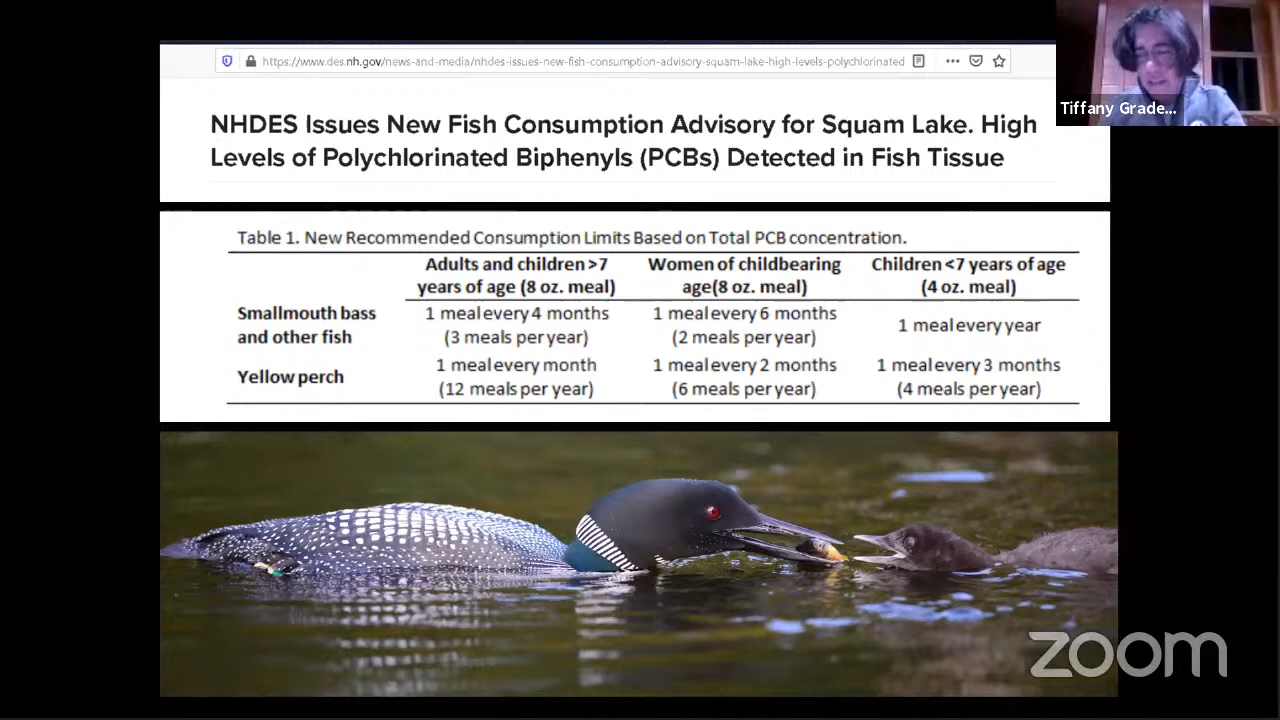 https://www.des.nh.gov/news-and-media/nhdes-issues-new-fish-consumption-advisory-squam-lake-high-levels-polychlorinated
Tiffany Grade...
NHDES Issues New Fish Consumption Advisory for Squam Lake. High
Levels of Polychlorinated Biphenyls (PCBs) Detected in Fish Tissue
Table 1. New Recommended Consumption Limits Based on Total PCB concentration.
Adults and children >7 Women of childbearing Children <7 years of age
years of age (8 oz. meal) age(8 oz. meal) (4 oz. meal)
Smallmouth bass 1 meal every 4 months 1 meal every 6 months
1 meal every year
and other fish (3 meals per year) (2 meals per year)
1 meal every month 1 meal every 2 months 1 meal every 3 months
Yellow perch
(12 meals per year) (6 meals per year) (4 meals per year)
zoom